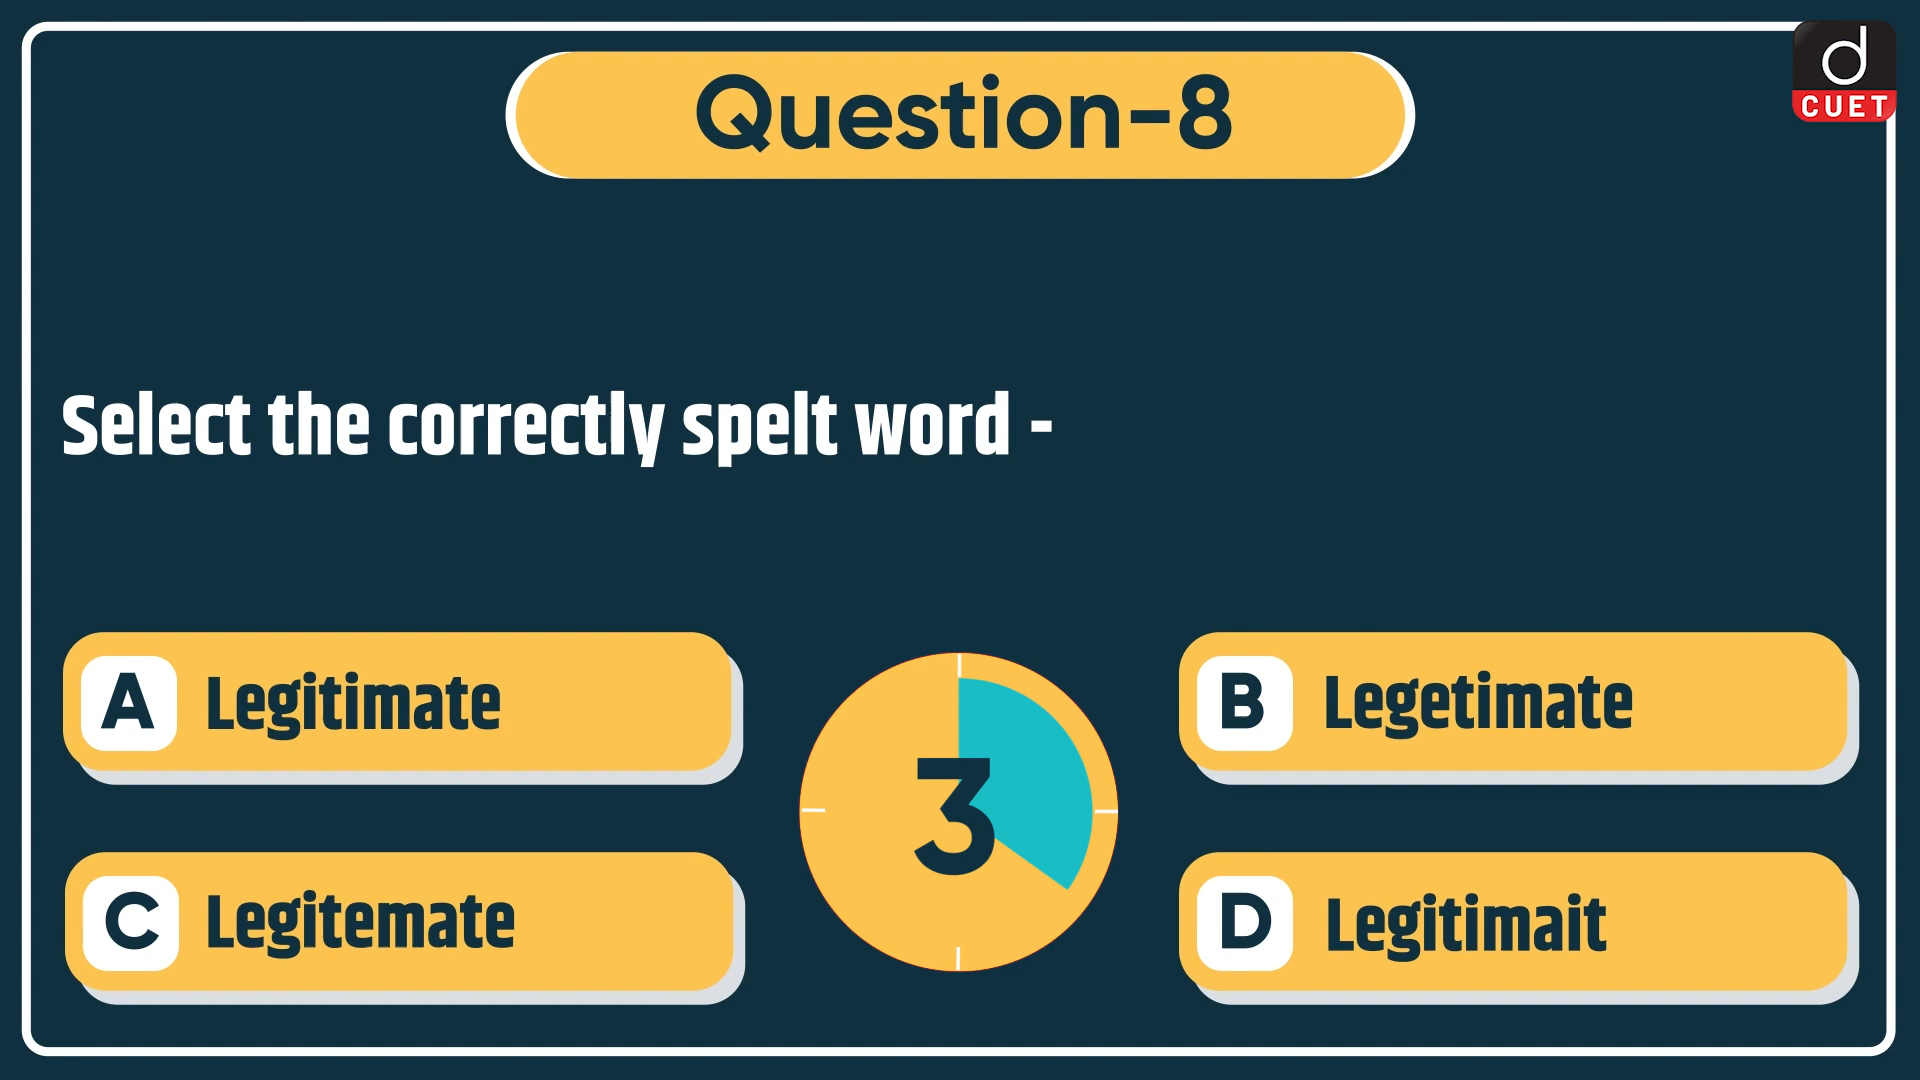 Question-8
d
CUET
Select the correctly spelt word -
A Legitimate
B Legetimate
3
C Legitemate
D Legitimait